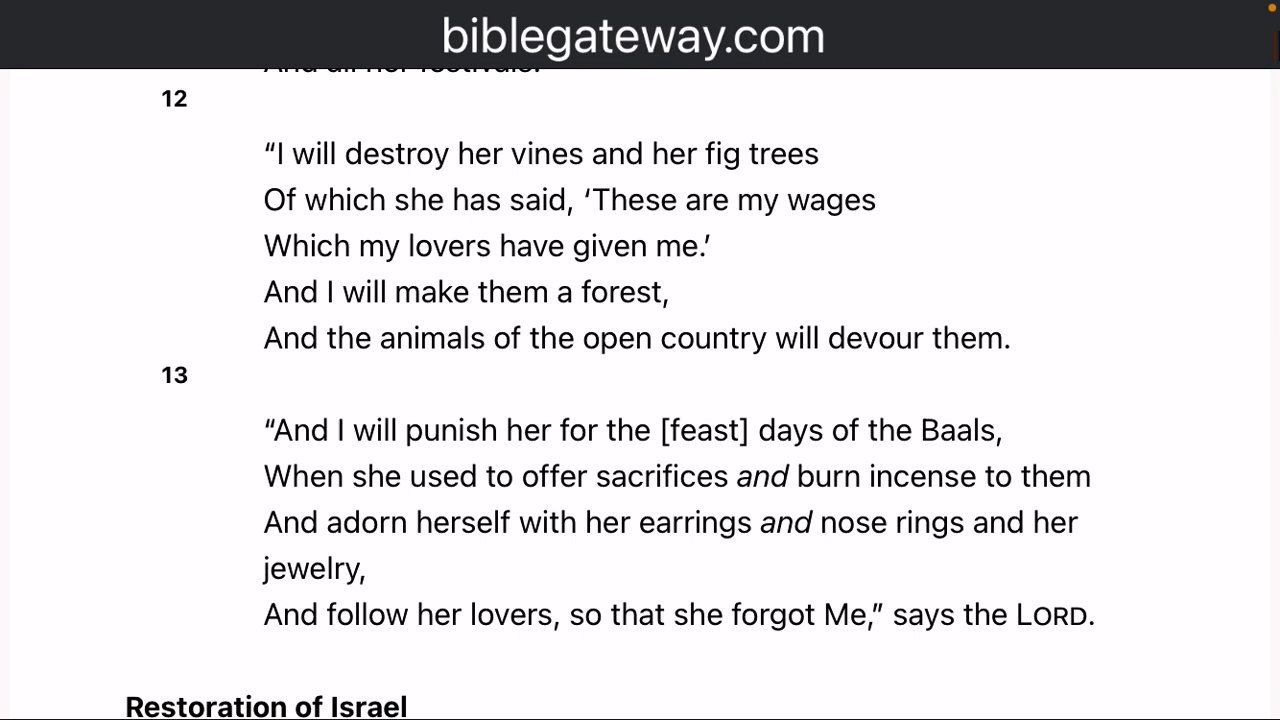 biblegateway.com
And all her festivals.
12
“I will destroy her vines and her fig trees
Of which she has said, ‘These are my wages
Which my lovers have given me.’
And I will make them a forest,
And the animals of the open country will devour them.
13
“And I will punish her for the [feast] days of the Baals,
When she used to offer sacrifices and burn incense to them
And adorn herself with her earrings and nose rings and her
jewelry,
And follow her lovers, so that she forgot Me,” says the LORD.
Restoration of Israel